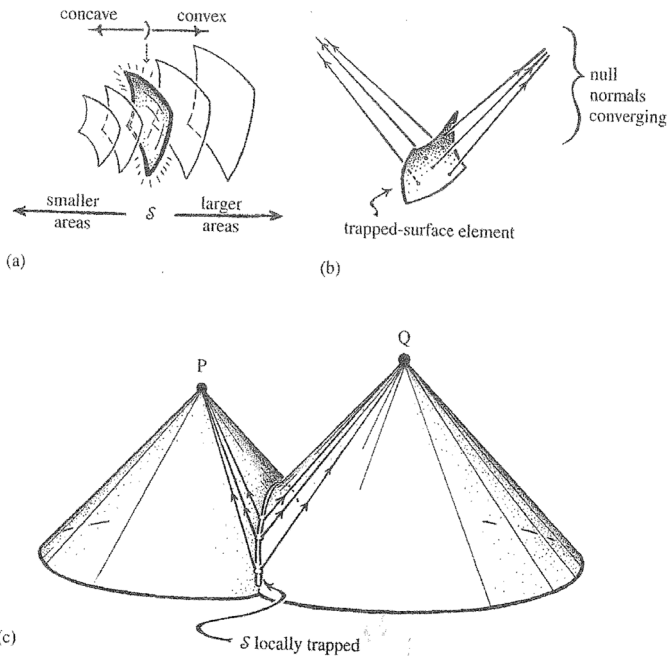 concave convex
smaller areas
S
larger areas
(a)
null
normals
converging
trapped-surface element
(b)
P
Q
S locally trapped
(c)